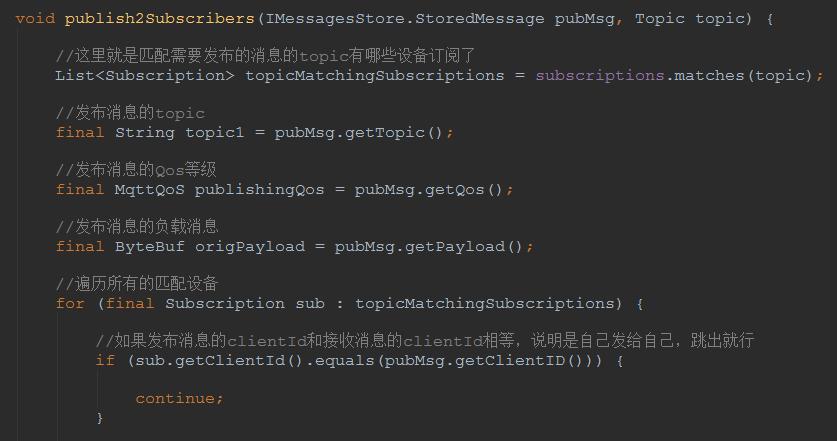 void publish2Subscribers(IMessagesStore.StoredMessage pubMsg, Topic topic) {
//这里就是匹配需要发布的消息的topic有哪些设备订阅了
List<Subscription> topicMatchingSubscriptions = subscriptions.matches(topic);
//发布消息的topic
final String topic1 = pubMsg.getTopic();
//发布消息的Qos等级
final MqttQoS publishingQos = pubMsg.getQos();
//发布消息的负载消息
final ByteBuf origPayload = pubMsg.getPayload();
//遍历所有的匹配设备
for (final Subscription sub : topicMatchingSubscriptions) {
//如果发布消息的clientId和接收消息的clientId相等，说明是自己发给自己，跳出就行
if (sub.getClientId().equals(pubMsg.getClientID())) {
continue;
}